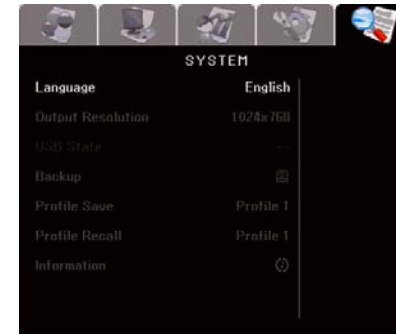 SYSTEM
Language English
Output Resolution 1024x768
USB State ---
Backup
Profile Save Profile 1
Profile Recall Profile 1
Information